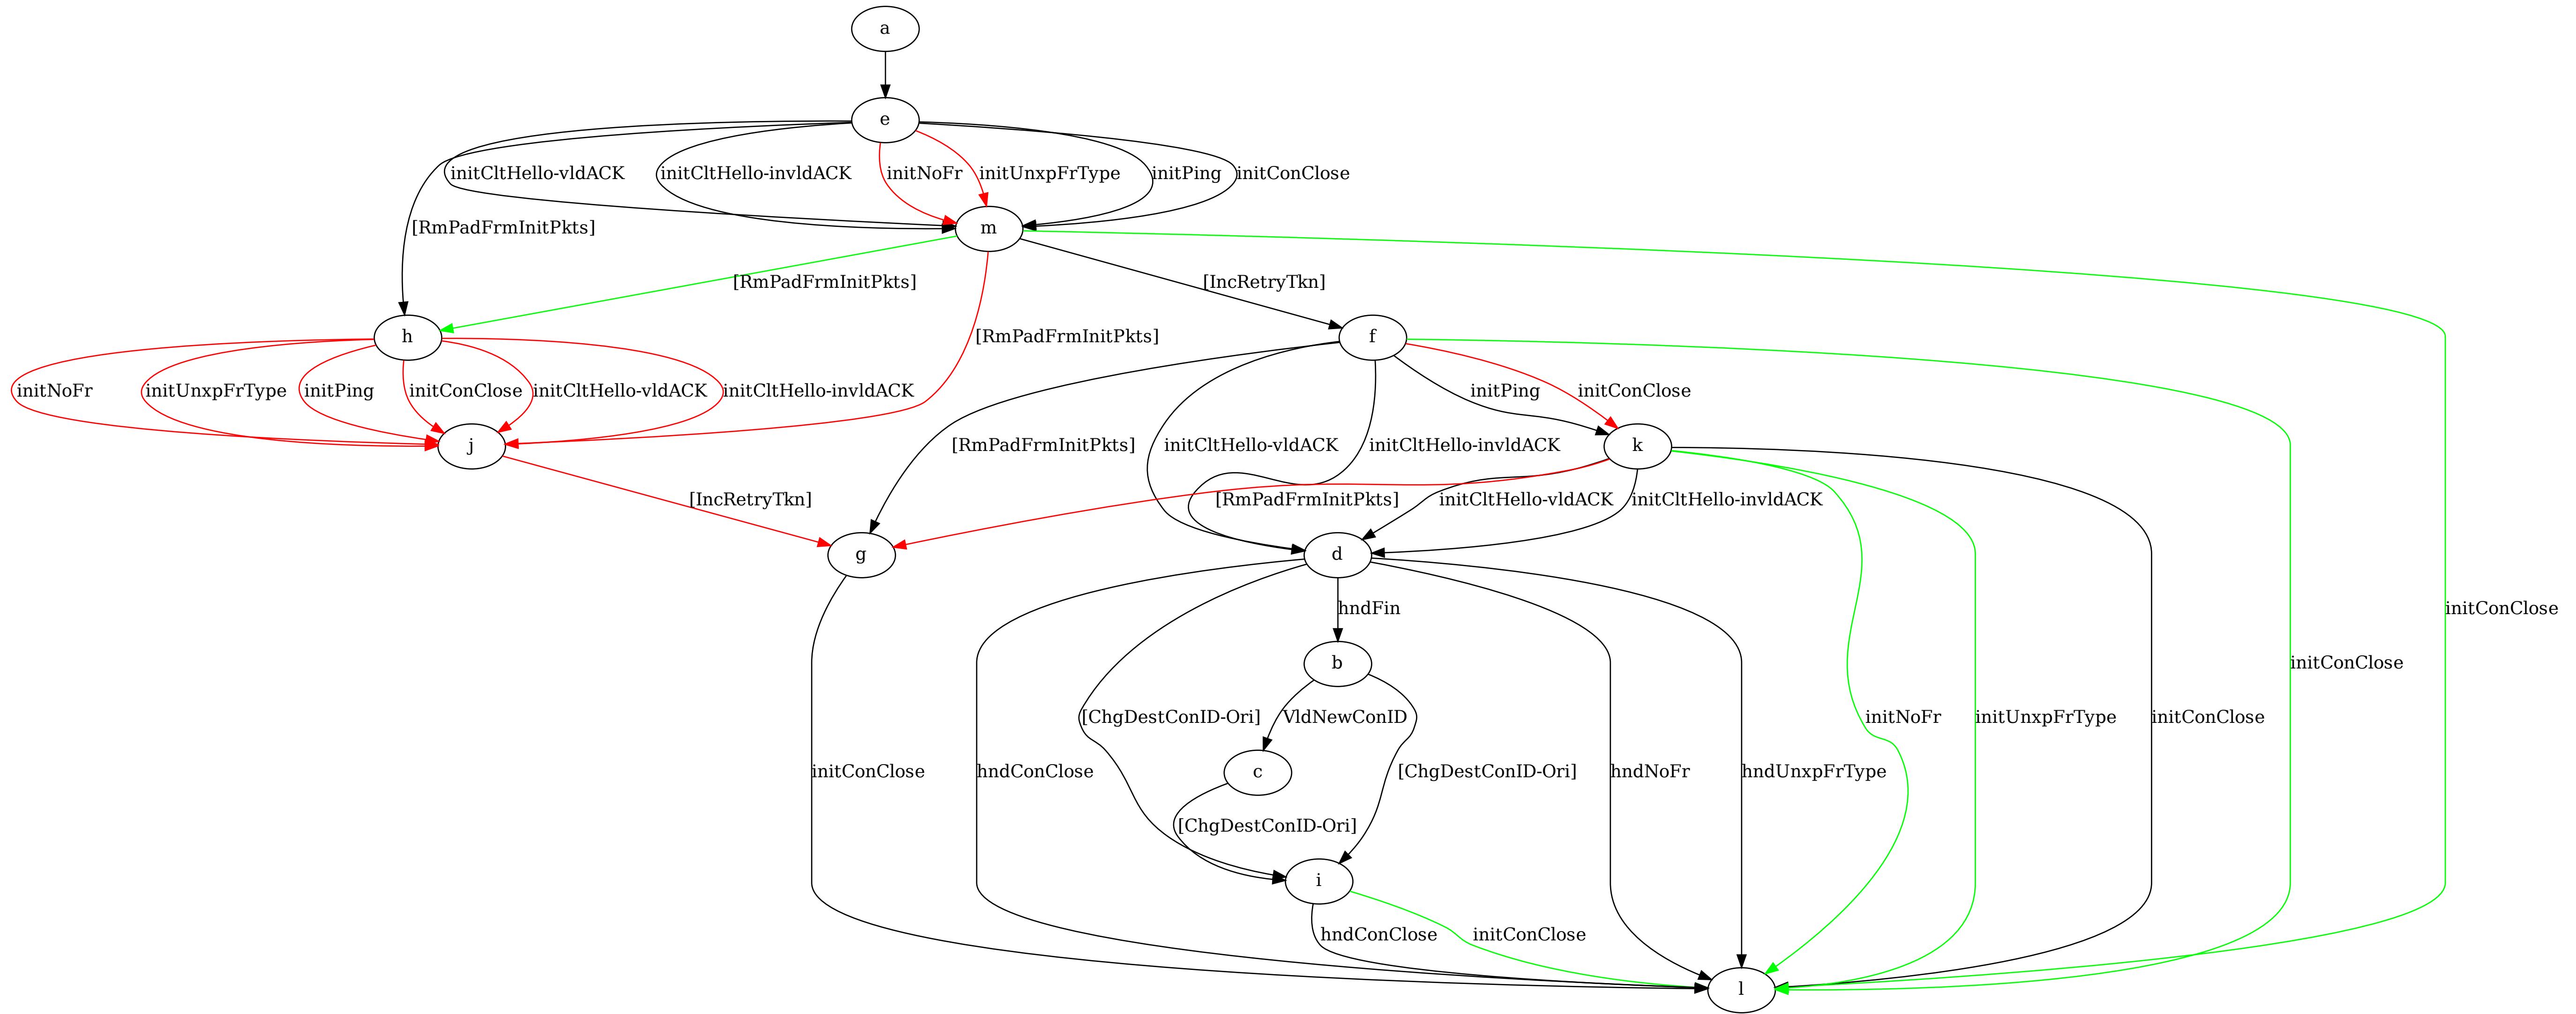 a
e
initCltHello-vldACK
initCltHello-invldACK
initNoFr
initUnxpFrType
initPing
initConClose
[RmPadFrmInitPkts]
m
[RmPadFrmInitPkts]
[IncRetryTkn]
h
[RmPadFrmInitPkts]
f
initNoFr
initUnxpFrType
initPing
initConClose
initCltHello-vldACK
initCltHello-invldACK
initPing
initConClose
j
[RmPadFrmInitPkts]
initCltHello-vldACK
initCltHello-invldACK
k
[IncRetryTkn]
[RmPadFrmInitPkts]
initCltHello-vldACK
initCltHello-invldACK
g
d
hndFin
initConClose
b
initConClose
[ChgDestConID-Ori]
VldNewConID
initNoFr
initUnxpFrType
initConClose
initConClose
hndConClose
c
[ChgDestConID-Ori]
hndNoFr
hndUnxpFrType
[ChgDestConID-Ori]
i
hndConClose
initConClose
l